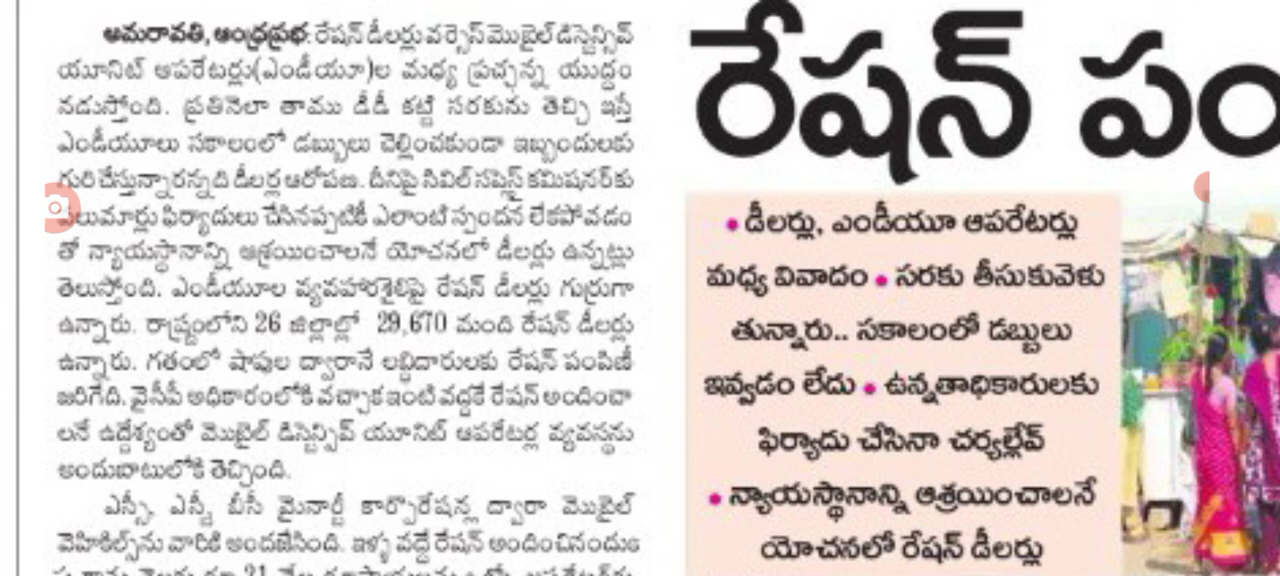 అమరావతి, ఆంధ్రప్రభ: రేషన్ డీలర్లు వర్సెస్ మొబైల్ డిస్పెన్సివ్
యూనిట్ ఆపరేటర్లు(ఎండీయూ)ల మధ్య ప్రచ్ఛన్న యుద్ధం
నడుస్తోంది. ప్రతినెలా తాము డీడీ కట్టి సరకును తెచ్చి ఇస్తే
ఎండీయూలు సకాలంలో డబ్బులు చెల్లించకుండా ఇబ్బందులకు
గురి చేస్తున్నారన్నది డీలర్ల ఆరోపణ. దీనిపై సివిల్ సప్లైస్ కమిషనర్‌కు
పలుమార్లు ఫిర్యాదులు చేసినప్పటికీ ఎలాంటి స్పందన లేకపోవడం
తో న్యాయస్థానాన్ని ఆశ్రయించాలనే యోచనలో డీలర్లు ఉన్నట్లు
తెలుస్తోంది. ఎండీయూల వ్యవహారశైలిపై రేషన్ డీలర్లు గుర్రుగా
ఉన్నారు. రాష్ట్రంలోని 26 జిల్లాల్లో 29,670 మంది రేషన్ డీలర్లు
ఉన్నారు. గతంలో షాపుల ద్వారానే లబ్ధిదారులకు రేషన్ పంపిణీ
జరిగేది. వైసీపీ అధికారంలోకి వచ్చాక ఇంటి వద్దకే రేషన్ అందించా
లనే ఉద్దేశ్యంతో మొబైల్ డిస్పెన్సివ్ యూనిట్ ఆపరేటర్ల వ్యవస్థను
అందుబాటులోకి తెచ్చింది.
ఎస్సీ, ఎస్టీ బీసీ మైనార్టీ కార్పొరేషన్ల ద్వారా మొబైల్
వెహికిల్స్‌ను వారికి అందజేసింది. ఇళ్ళ వద్దే రేషన్ అందించినందుకు
రేషన్ పం
• డీలర్లు, ఎండీయూ ఆపరేటర్లు
మధ్య వివాదం • సరకు తీసుకువెళు
తున్నారు.. సకాలంలో డబ్బులు
ఇవ్వడం లేదు • ఉన్నతాధికారులకు
ఫిర్యాదు చేసినా చర్యల్లేవ్
• న్యాయస్థానాన్ని ఆశ్రయించాలనే
యోచనలో రేషన్ డీలర్లు